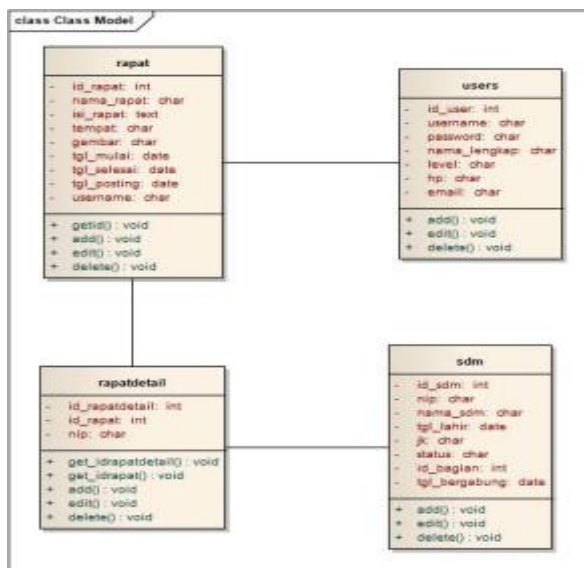 class Class Model
rapat
- id_rapat: int
- nama_rapat: char
- isi_rapat: text
- tempat: char
- gambar: char
- tgl_mulai: date
- tgl_selesai: date
- tgl_posting: date
- username: char
+ getid() : void
+ add() : void
+ edit() : void
+ delete() : void
users
- id_user: int
- username: char
- password: char
- nama_lengkap: char
- level: char
- hp: char
- email: char
+ add() : void
+ edit() : void
+ delete() : void
rapatdetail
- id_rapatdetail: int
- id_rapat: int
- nip: char
+ get_idrapatdetail() : void
+ get_idrapat() : void
+ add() : void
+ edit() : void
+ delete() : void
sdm
- id_sdm: int
- nip: char
- nama_sdm: char
- tgl_lahir: date
- jk: char
- status: char
- id_bagian: int
- tgl_bergabung: date
+ add() : void
+ edit() : void
+ delete() : void